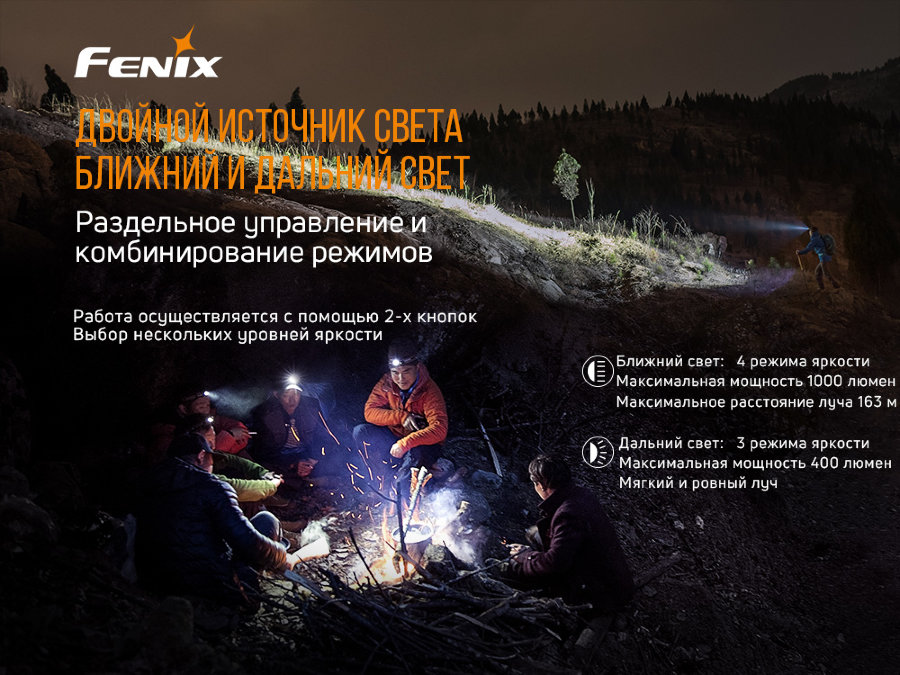 FENIX
ДВОЙНОЙ ИСТОЧНИК СВЕТА
БЛИЖНИЙ И ДАЛЬНИЙ СВЕТ
Раздельное управление и
комбинирование режимов
Работа осуществляется с помощью 2-х кнопок
Выбор нескольких уровней яркости
Ближний свет: 4 режима яркости
Максимальная мощность 1000 люмен
Максимальное расстояние луча 163 м
Дальний свет: 3 режима яркости
Максимальная мощность 400 люмен
Мягкий и ровный луч